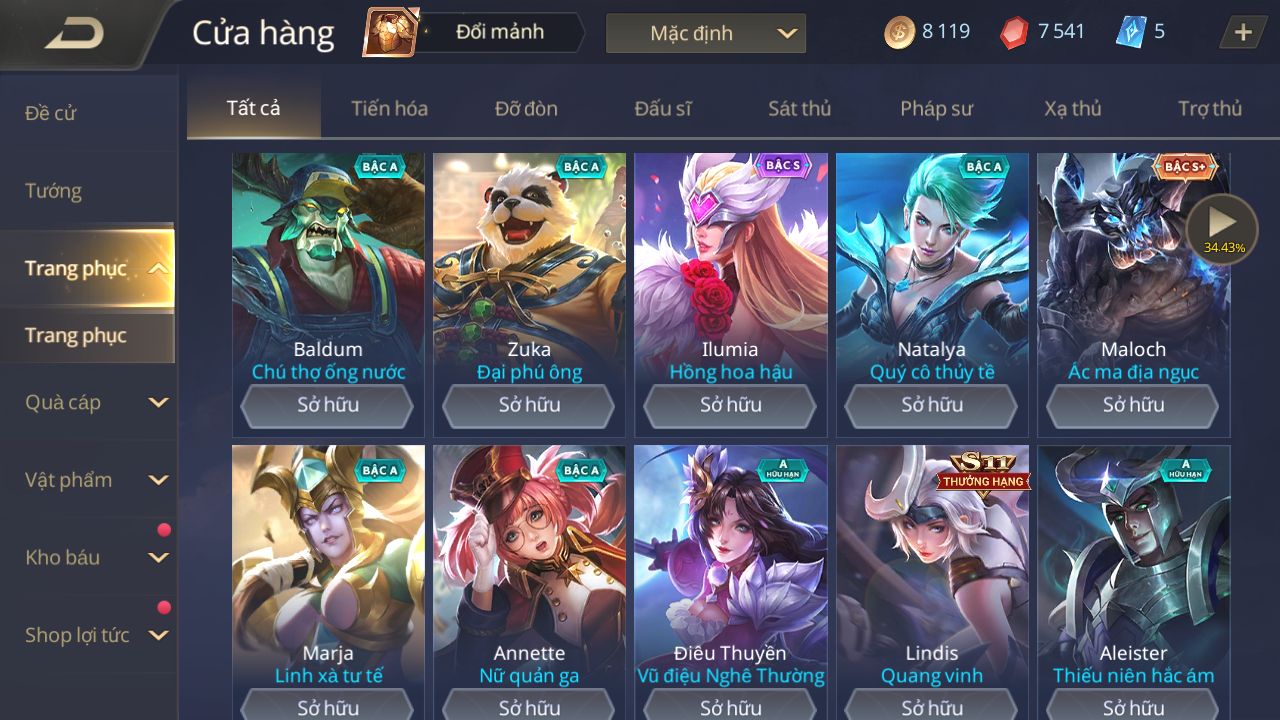 Cửa hàng
Đổi mảnh
Mặc định
8 119
7 541
5
Đề cử
Tướng
Trang phục
Trang phục
Quà cáp
Vật phẩm
Kho báu
Shop lợi tức
Tất cả
Tiến hóa
Đỡ đòn
Đấu sĩ
Sát thủ
Pháp sư
Xạ thủ
Trợ thủ
BẬC A
BẬC A
BẬC S
BẬC A
BẬC S+
34.43%
Baldum
Chú thợ ống nước
Sở hữu
Zuka
Đại phú ông
Sở hữu
Ilumia
Hồng hoa hậu
Sở hữu
Natalya
Quý cô thủy tề
Sở hữu
Maloch
Ác ma địa ngục
Sở hữu
BẬC A
BẬC A
A
HỮU HẠN
S11
THƯỞNG HẠNG
A
HỮU HẠN
Marja
Linh xà tư tế
Sở hữu
Annette
Nữ quản ga
Sở hữu
Điêu Thuyền
Vũ điệu Nghê Thường
Sở hữu
Lindis
Quang vinh
Sở hữu
Aleister
Thiếu niên hắc ám
Sở hữu